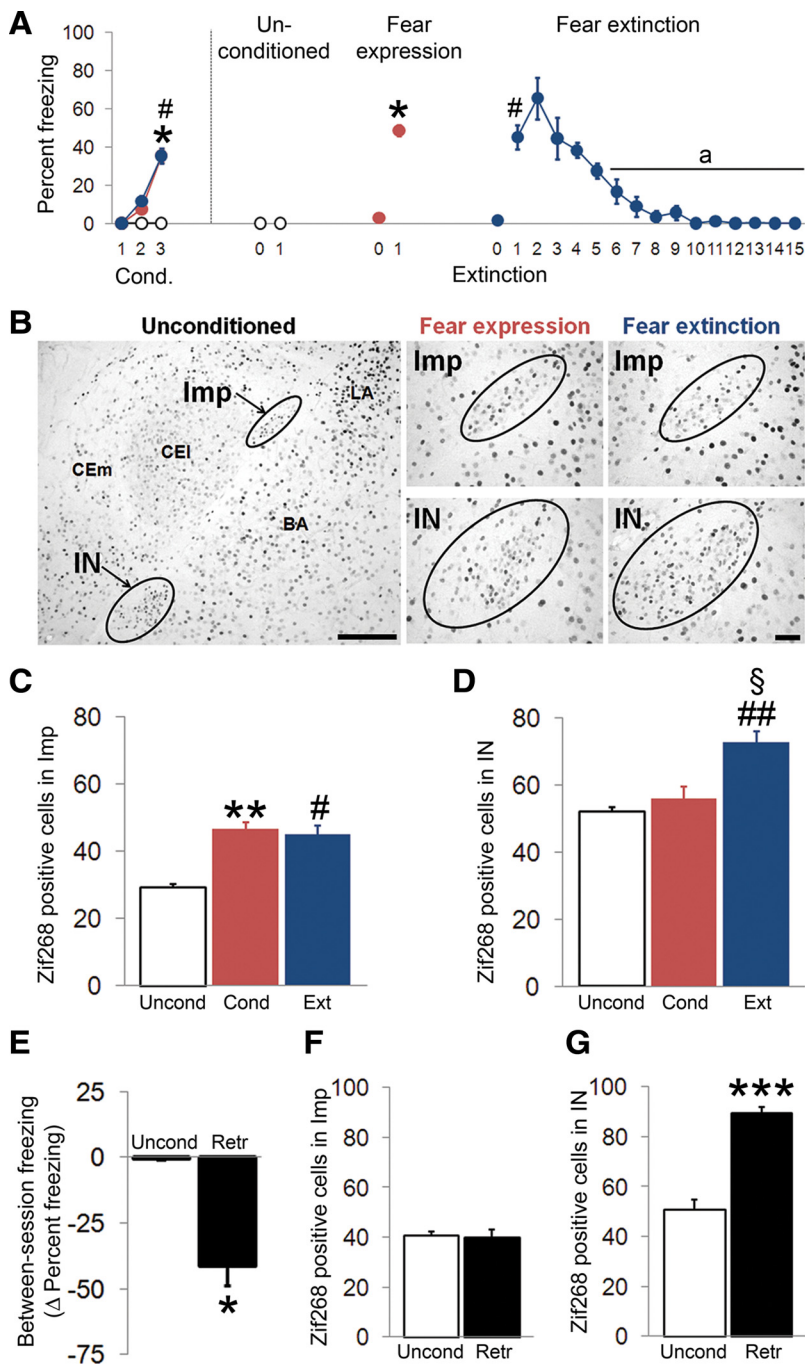 A
Un-
conditioned
Fear
expression
Fear extinction
Percent freezing
100
80
60
40
20
0
#
*
*
#
a
1 2 3
0 1
0 1
0 1 2 3 4 5 6 7 8 9 10 11 12 13 14 15
Cond.
Extinction
B
Unconditioned
Fear expression
Fear extinction
Imp
LA
CEl
CEm
BA
IN
Imp
Imp
IN
IN
C
Zif268 positive cells in Imp
80
60
40
20
0
**
#
Uncond Cond Ext
D
Zif268 positive cells in IN
80
60
40
20
0
§
##
Uncond Cond Ext
E
Between-session freezing
(Δ Percent freezing)
25
0
-25
-50
-75
Uncond Retr
*
F
Zif268 positive cells in Imp
100
80
60
40
20
0
Uncond Retr
G
Zif268 positive cells in IN
100
80
60
40
20
0
***
Uncond Retr